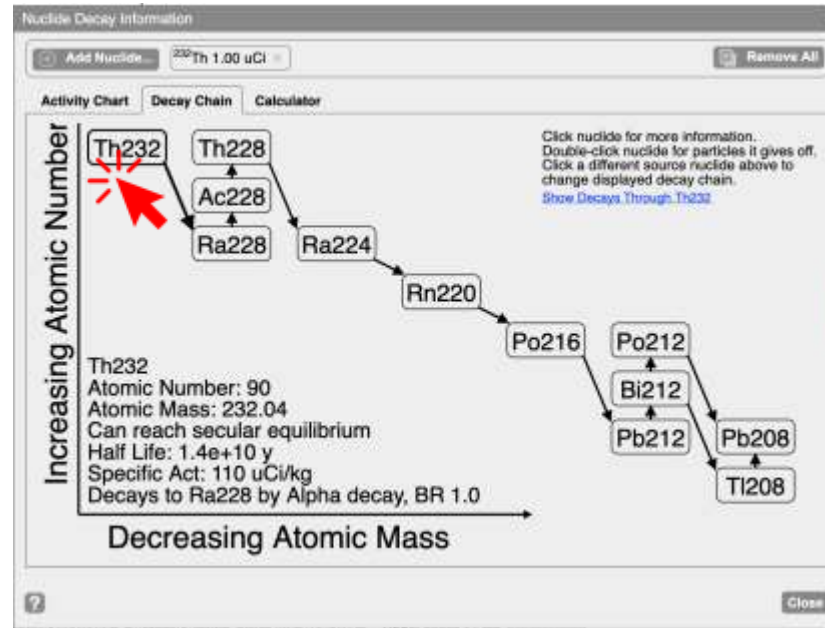 Nuclide Decay Information
Add Nuclide...
232Th 1.00 uCi
Remove All
Activity Chart
Decay Chain
Calculator
Increasing Atomic Number
Th232
Th228
Ac228
Ra228
Ra224
Rn220
Po216
Po212
Bi212
Pb212
Pb208
Tl208
Click nuclide for more information.
Double-click nuclide for particles it gives off.
Click a different source nuclide above to
change displayed decay chain.
Show Decays Through Th232
Th232
Atomic Number: 90
Atomic Mass: 232.04
Can reach secular equilibrium
Half Life: 1.4e+10 y
Specific Act: 110 uCi/kg
Decays to Ra228 by Alpha decay, BR 1.0
Decreasing Atomic Mass
?
Close